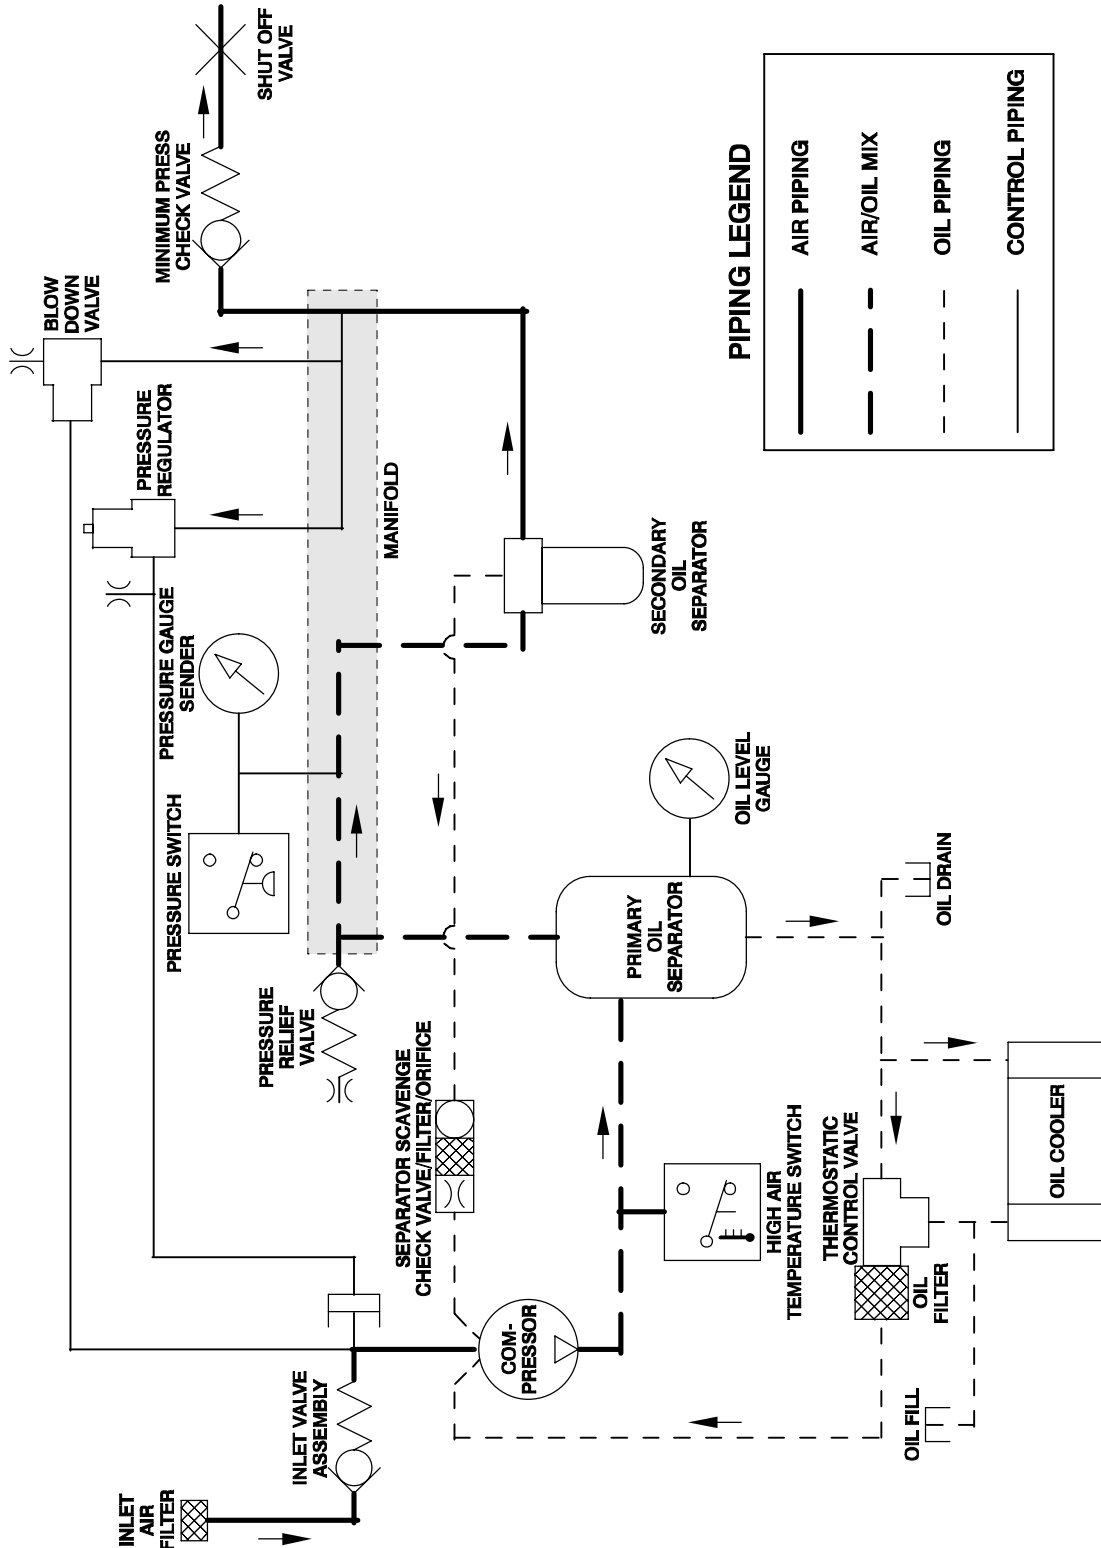 INLET
AIR
FILTER
INLET VALVE
ASSEMBLY
PRESSURE
RELIEF
VALVE
PRESSURE SWITCH
PRESSURE GAUGE
SENDER
PRESSURE
REGULATOR
BLOW
DOWN
VALVE
MINIMUM PRESS
CHECK VALVE
SHUT OFF
VALVE
MANIFOLD
SEPARATOR SCAVENGE
CHECK VALVE/FILTER/ORIFICE
COM-
PRESSOR
PRIMARY
OIL
SEPARATOR
SECONDARY
OIL
SEPARATOR
OIL LEVEL
GAUGE
HIGH AIR
TEMPERATURE SWITCH
THERMOSTATIC
CONTROL VALVE
OIL
FILTER
OIL FILL
OIL DRAIN
OIL COOLER
PIPING LEGEND
AIR PIPING
AIR/OIL MIX
OIL PIPING
CONTROL PIPING